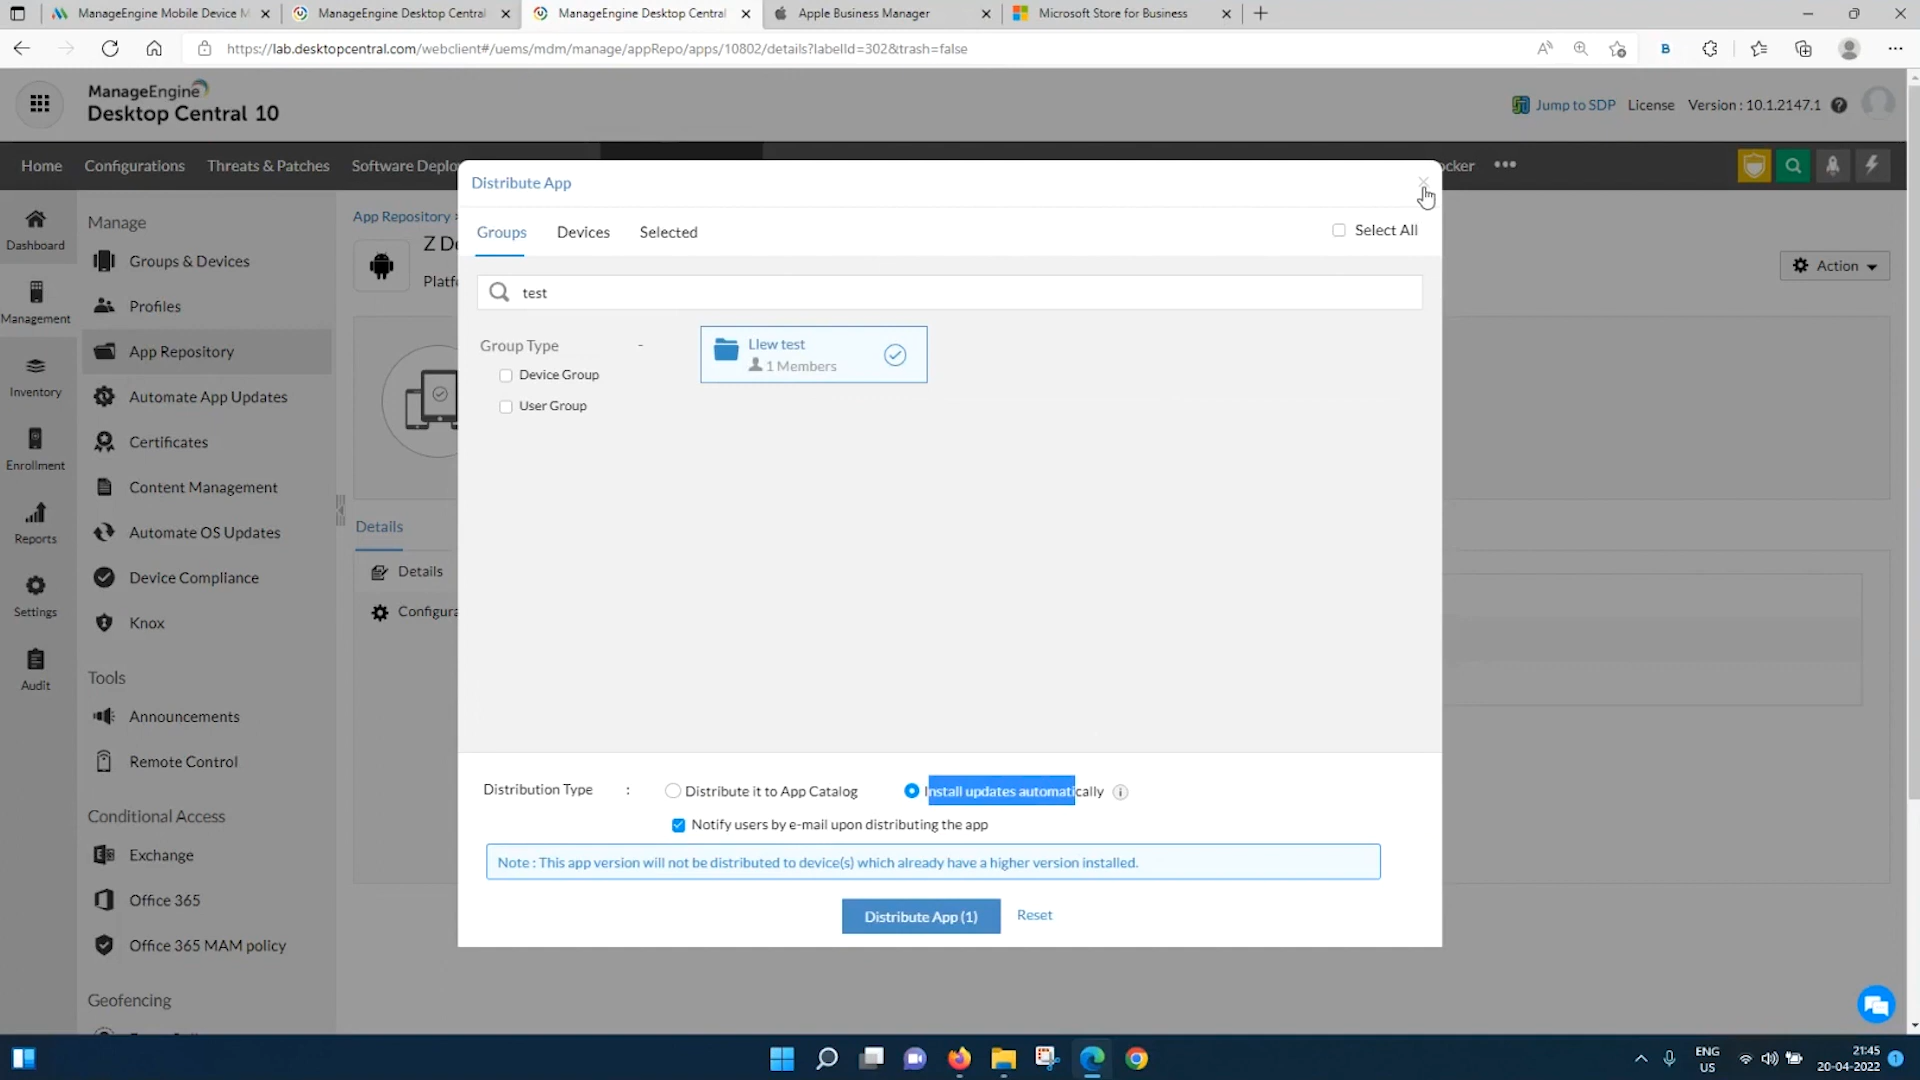 ManageEngine Mobile Device M
ManageEngine Desktop Central
ManageEngine Desktop Central
Apple Business Manager
Microsoft Store for Business
https://lab.desktopcentral.com/webclient#/uems/mdm/manage/appRepo/apps/10802/details?labelId=302&trash=false
ManageEngine
Desktop Central 10
Jump to SDP
License
Version : 10.1.2147.1
Home
Configurations
Threats & Patches
Software Deplo
ocker
Dashboard
Management
Inventory
Enrollment
Reports
Settings
Audit
Manage
Groups & Devices
Profiles
App Repository
Automate App Updates
Certificates
Content Management
Automate OS Updates
Device Compliance
Knox
Tools
Announcements
Remote Control
Conditional Access
Exchange
Office 365
Office 365 MAM policy
Geofencing
App Repository
Z De
Platf
Action
Details
Details
Configura
Distribute App
Groups
Devices
Selected
Select All
test
Group Type -
Device Group
User Group
Llew test
1 Members
Distribution Type :
Distribute it to App Catalog
Install updates automatically
Notify users by e-mail upon distributing the app
Note : This app version will not be distributed to device(s) which already have a higher version installed.
Distribute App (1)
Reset
ENG
US
21:45
20-04-2022
1